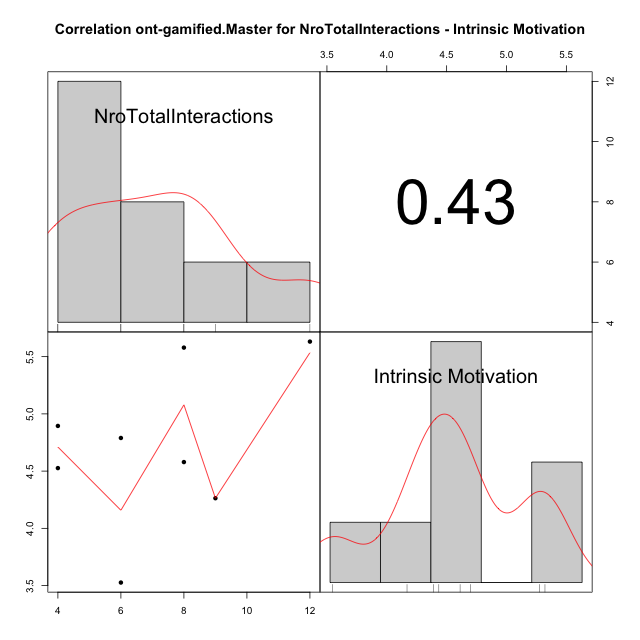 Correlation ont-gamified.Master for NroTotalInteractions - Intrinsic Motivation
3.5 4.0 4.5 5.0 5.5
NroTotalInteractions
0.43
12
10
8
6
4
5.5
5.0
4.5
4.0
3.5
Intrinsic Motivation
4 6 8 10 12